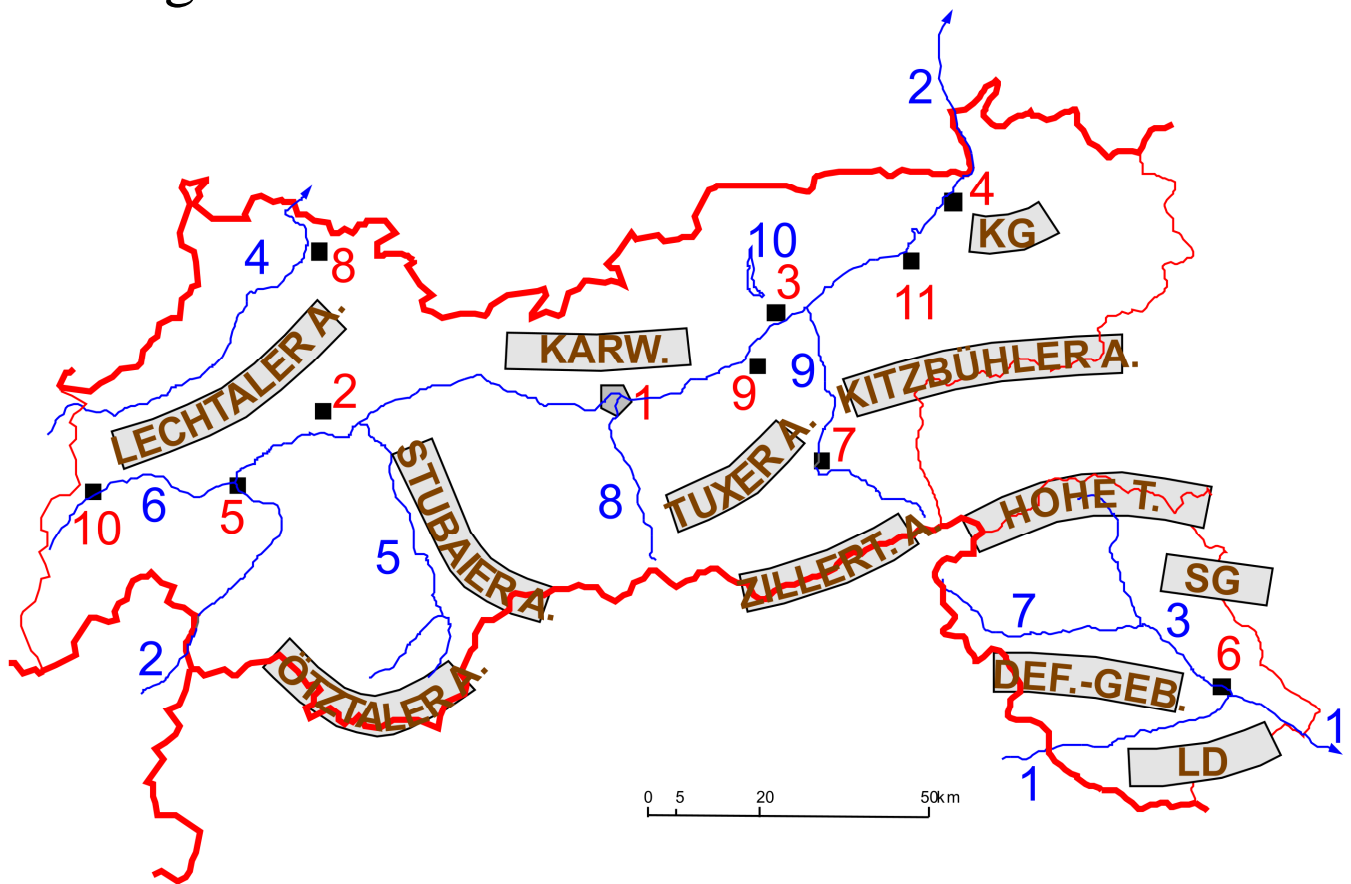 g
2
4
KG
4
8
10
3
11
LECHTALER A.
KARW.
2
1
9
9
KITZBÜHLER A.
10
6
5
STUBAIER A.
5
8
TUXER A.
7
ZILLERT. A.
HOHE T.
SG
7
3
6
2
ÖTZTALER A.
DEF.-GEB.
LD
1
1
0 5 20 50km